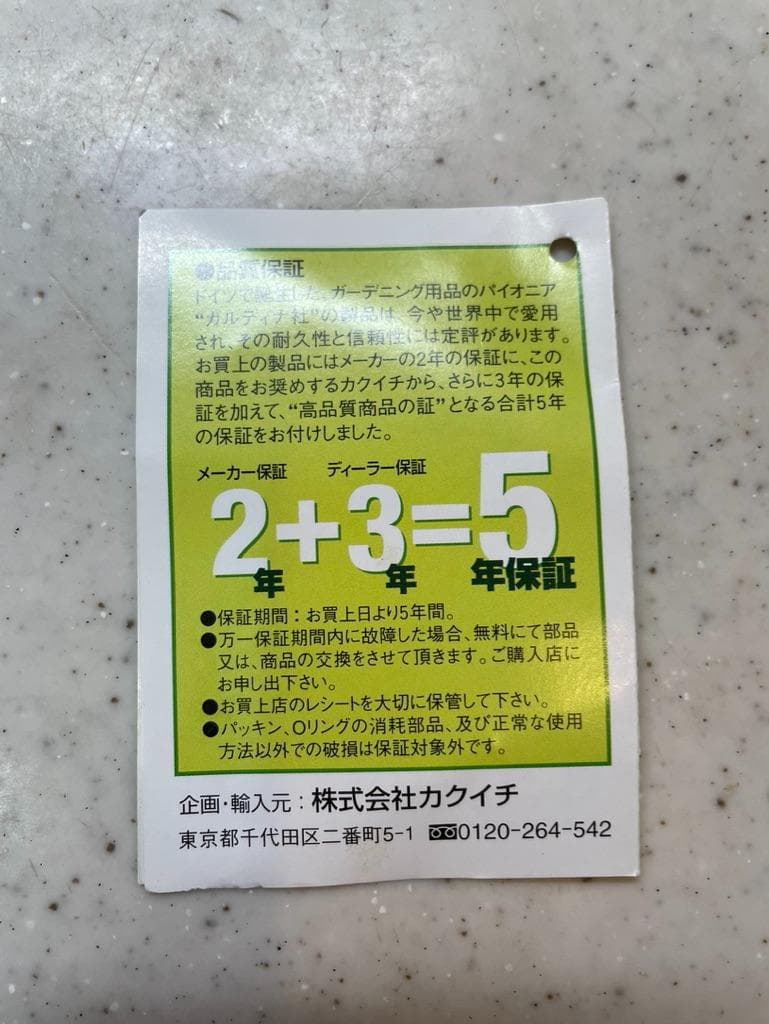 ●品質保証
ドイツで誕生した、ガーデニング用品のパイオニア
“ガルディナ社”の製品は、今や世界中で愛用
され、その耐久性と信頼性には定評があります。
お買上の製品にはメーカーの2年の保証に、この
商品をお奨めするカクイチから、さらに3年の保
証を加えて、“高品質商品の証”となる合計5年
の保証をお付けしました。
メーカー保証 ディーラー保証
2年+3年=5年保証
●保証期間：お買上日より5年間。
●万一保証期間内に故障した場合、無料にて部品
又は、商品の交換をさせて頂きます。ご購入店に
お申し出下さい。
●お買上店のレシートを大切に保管して下さい。
●パッキン、Oリングの消耗部品、及び正常な使用
方法以外での破損は保証対象外です。
企画・輸入元：株式会社カクイチ
東京都千代田区二番町5-1 0120-264-542